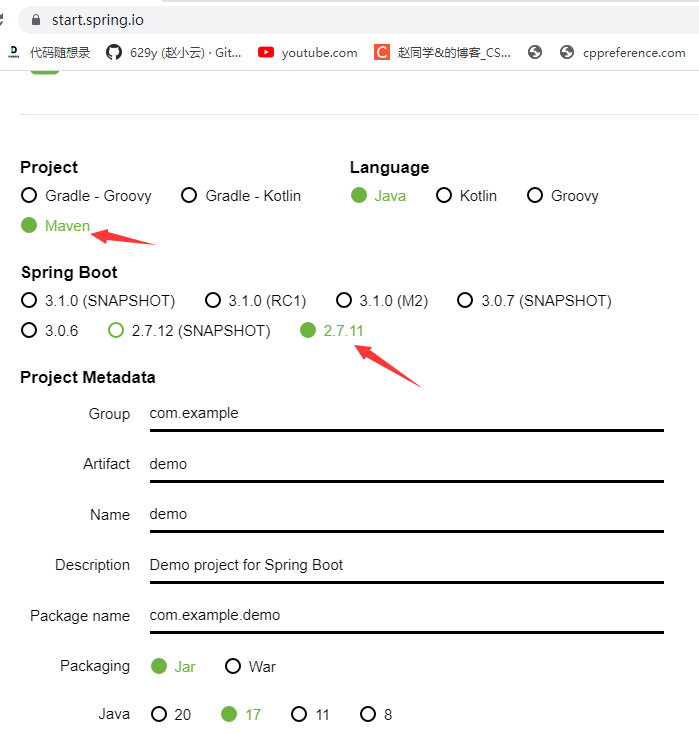 start.spring.io
代码随想录 629y (赵小云) · Git... youtube.com 赵同学&的博客_CS... cppreference.com
Project Language
Gradle - Groovy Gradle - Kotlin Java Kotlin Groovy
Maven
Spring Boot
3.1.0 (SNAPSHOT) 3.1.0 (RC1) 3.1.0 (M2) 3.0.7 (SNAPSHOT)
3.0.6 2.7.12 (SNAPSHOT) 2.7.11
Project Metadata
Group com.example
Artifact demo
Name demo
Description Demo project for Spring Boot
Package name com.example.demo
Packaging Jar War
Java 20 17 11 8